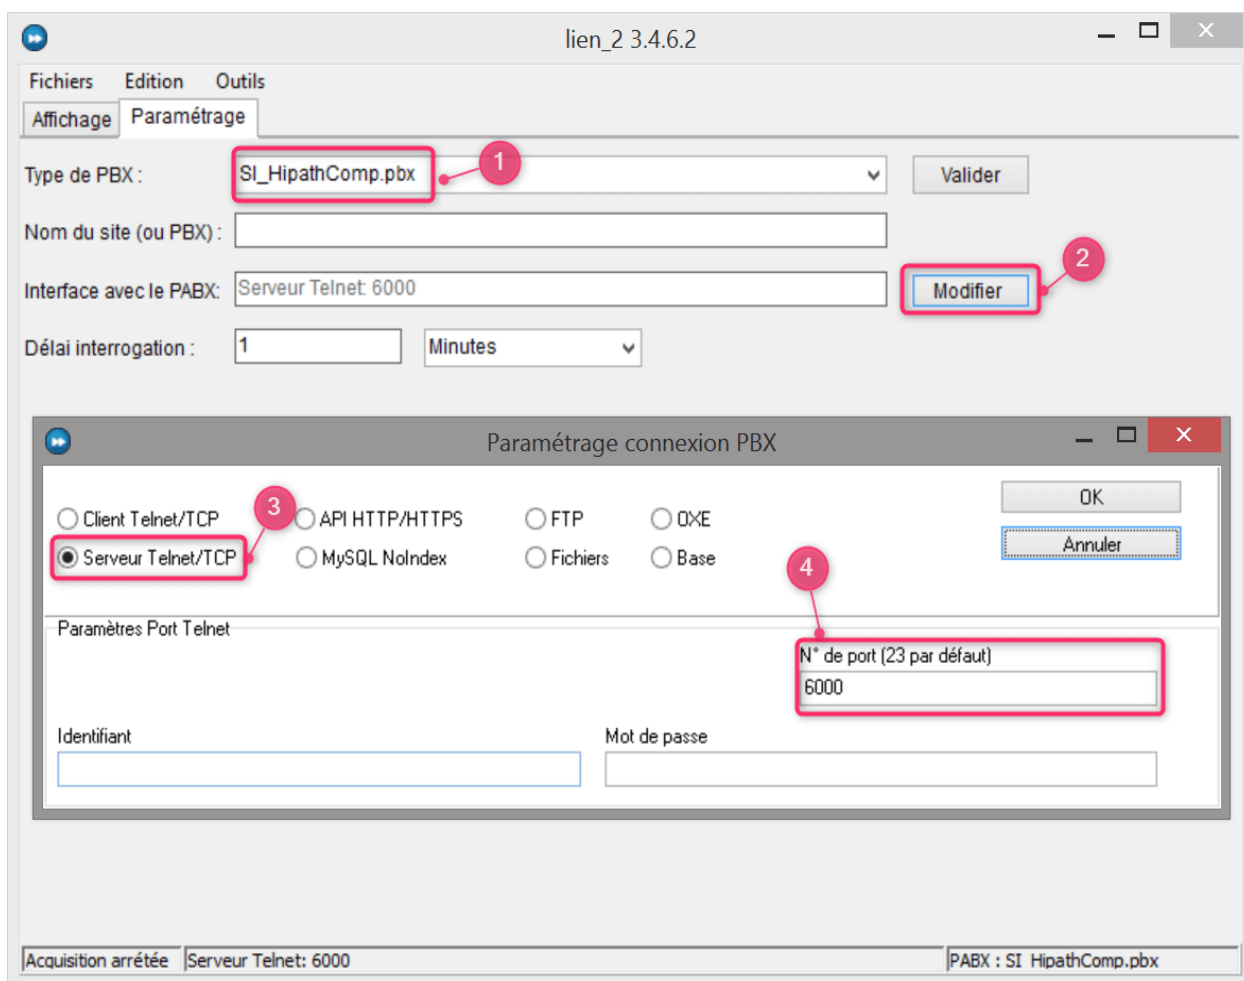 lien_2 3.4.6.2
Fichiers Edition Outils
Affichage Paramétrage
Type de PBX : SI_HipathComp.pbx 1 Valider
Nom du site (ou PBX) :
2
Interface avec le PABX: Serveur Telnet: 6000 Modifier
Délai interrogation : 1 Minutes
Paramétrage connexion PBX
OK
3
Client Telnet/TCP API HTTP/HTTPS FTP OXE
Annuler
Serveur Telnet/TCP MySQL NoIndex Fichiers Base
4
Paramètres Port Telnet
N° de port (23 par défaut)
6000
Identifiant Mot de passe
Acquisition arrétée Serveur Telnet: 6000 PABX : SI_HipathComp.pbx